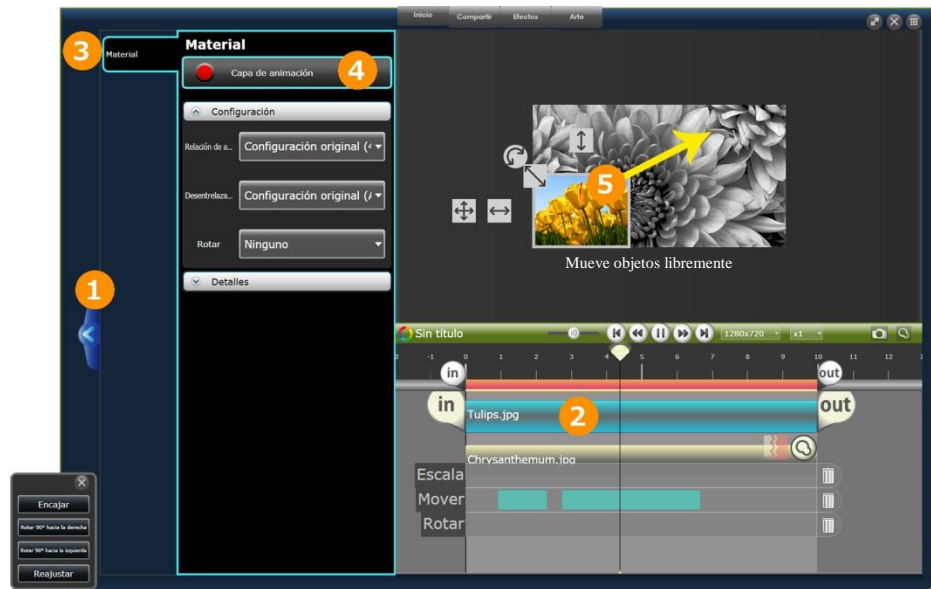 Inicio Compartir Efectos Arte
3 Material
Material
Capa de animación 4
Configuración
Relación de a... Configuración original (
Desentrelaza... Configuración original (
Rotar Ninguno
Detalles
1
5
Mueve objetos libremente
Sin título 1280x720 x1
-1 0 1 2 3 4 5 6 7 8 9 10 11 12
in out
in out
Tulips.jpg 2
Chrysanthemum.jpg
Escala
Mover
Rotar
Encajar
Rotar 90º hacia la derecha
Rotar 90º hacia la izquierda
Reajustar